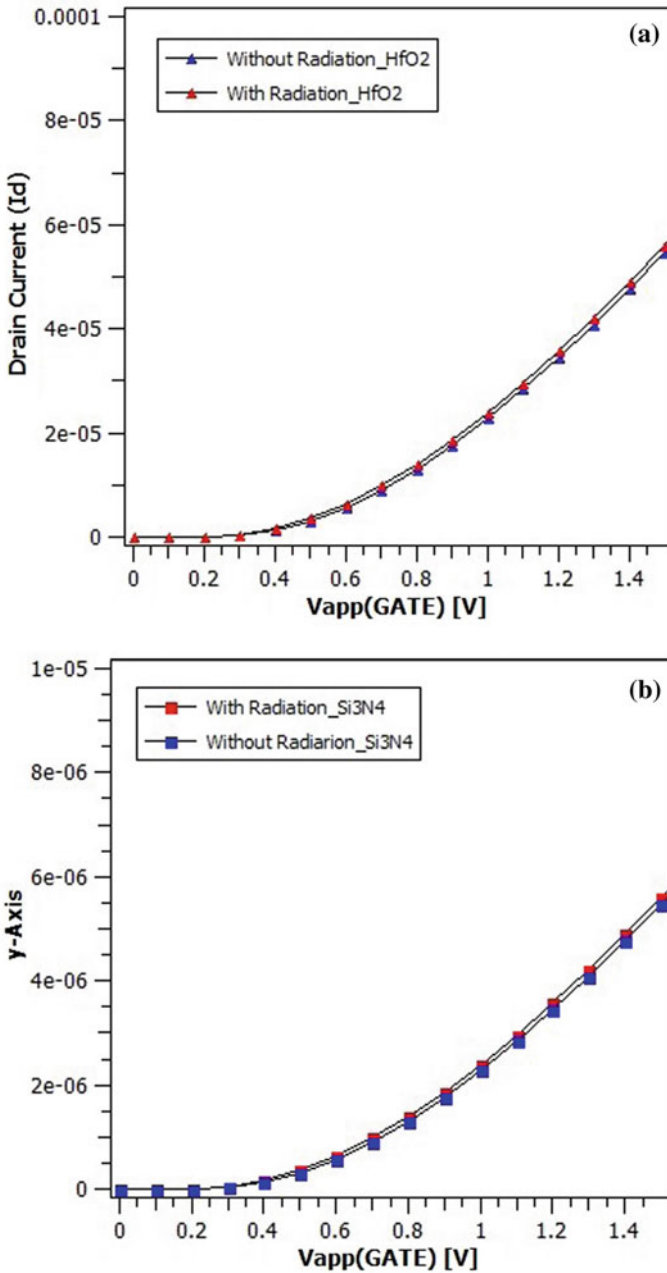 (a)
Without Radiation_HfO2
With Radiation_HfO2
0.0001
8e-05
6e-05
4e-05
2e-05
0
Drain Current (Id)
0 0.2 0.4 0.6 0.8 1 1.2 1.4
Vapp(GATE) [V]
(b)
With Radiation_Si3N4
Without Radiarion_Si3N4
1e-05
8e-06
6e-06
4e-06
2e-06
0
y-Axis
0 0.2 0.4 0.6 0.8 1 1.2 1.4
Vapp(GATE) [V]